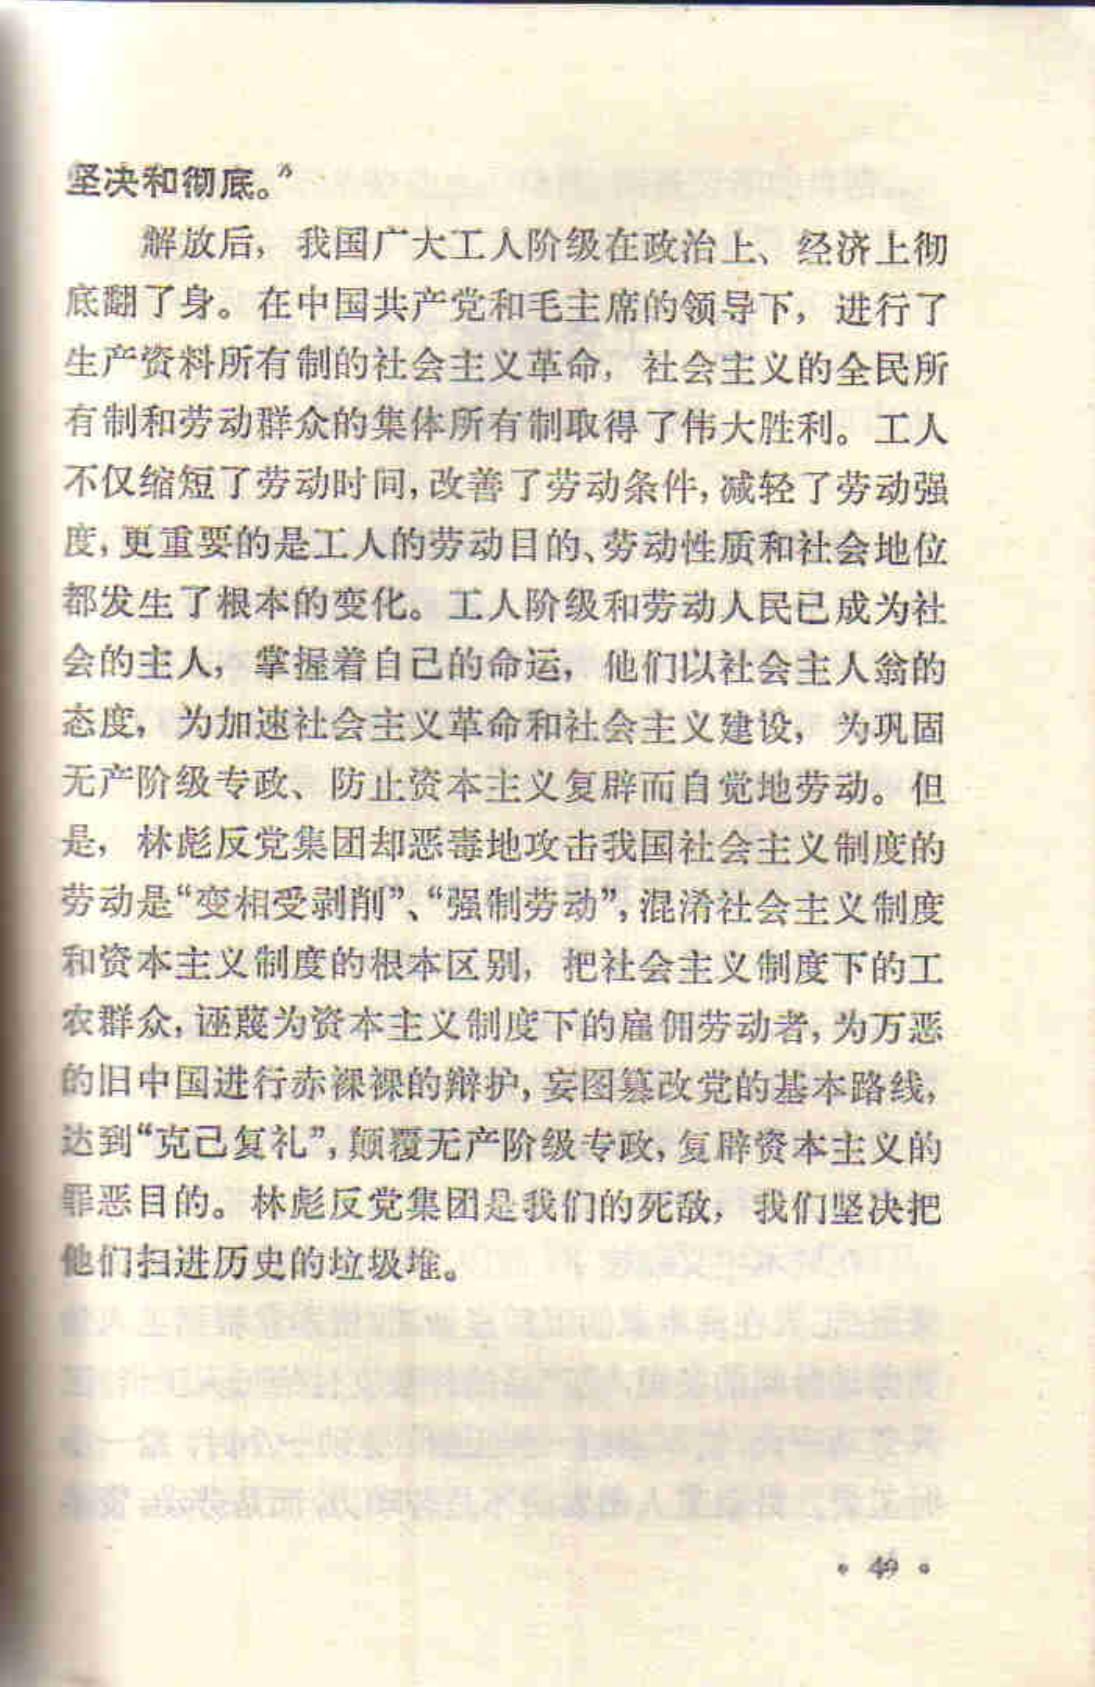 坚决和彻底。”
解放后，我国广大工人阶级在政治上、经济上彻
底翻了身。在中国共产党和毛主席的领导下，进行了
生产资料所有制的社会主义革命，社会主义的全民所
有制和劳动群众的集体所有制取得了伟大胜利。工人
不仅缩短了劳动时间，改善了劳动条件，减轻了劳动强
度，更重要的是工人的劳动目的、劳动性质和社会地位
都发生了根本的变化。工人阶级和劳动人民已成为社
会的主人，掌握着自己的命运，他们以社会主人翁的
态度，为加速社会主义革命和社会主义建设，为巩固
无产阶级专政、防止资本主义复辟而自觉地劳动。但
是，林彪反党集团却恶毒地攻击我国社会主义制度的
劳动是“变相受剥削”、“强制劳动”，混淆社会主义制度
和资本主义制度的根本区别，把社会主义制度下的工
农群众，诬蔑为资本主义制度下的雇佣劳动者，为万恶
的旧中国进行赤裸裸的辩护，妄图篡改党的基本路线，
达到“克己复礼”，颠覆无产阶级专政，复辟资本主义的
罪恶目的。林彪反党集团是我们的死敌，我们坚决把
他们扫进历史的垃圾堆。
• 49 •